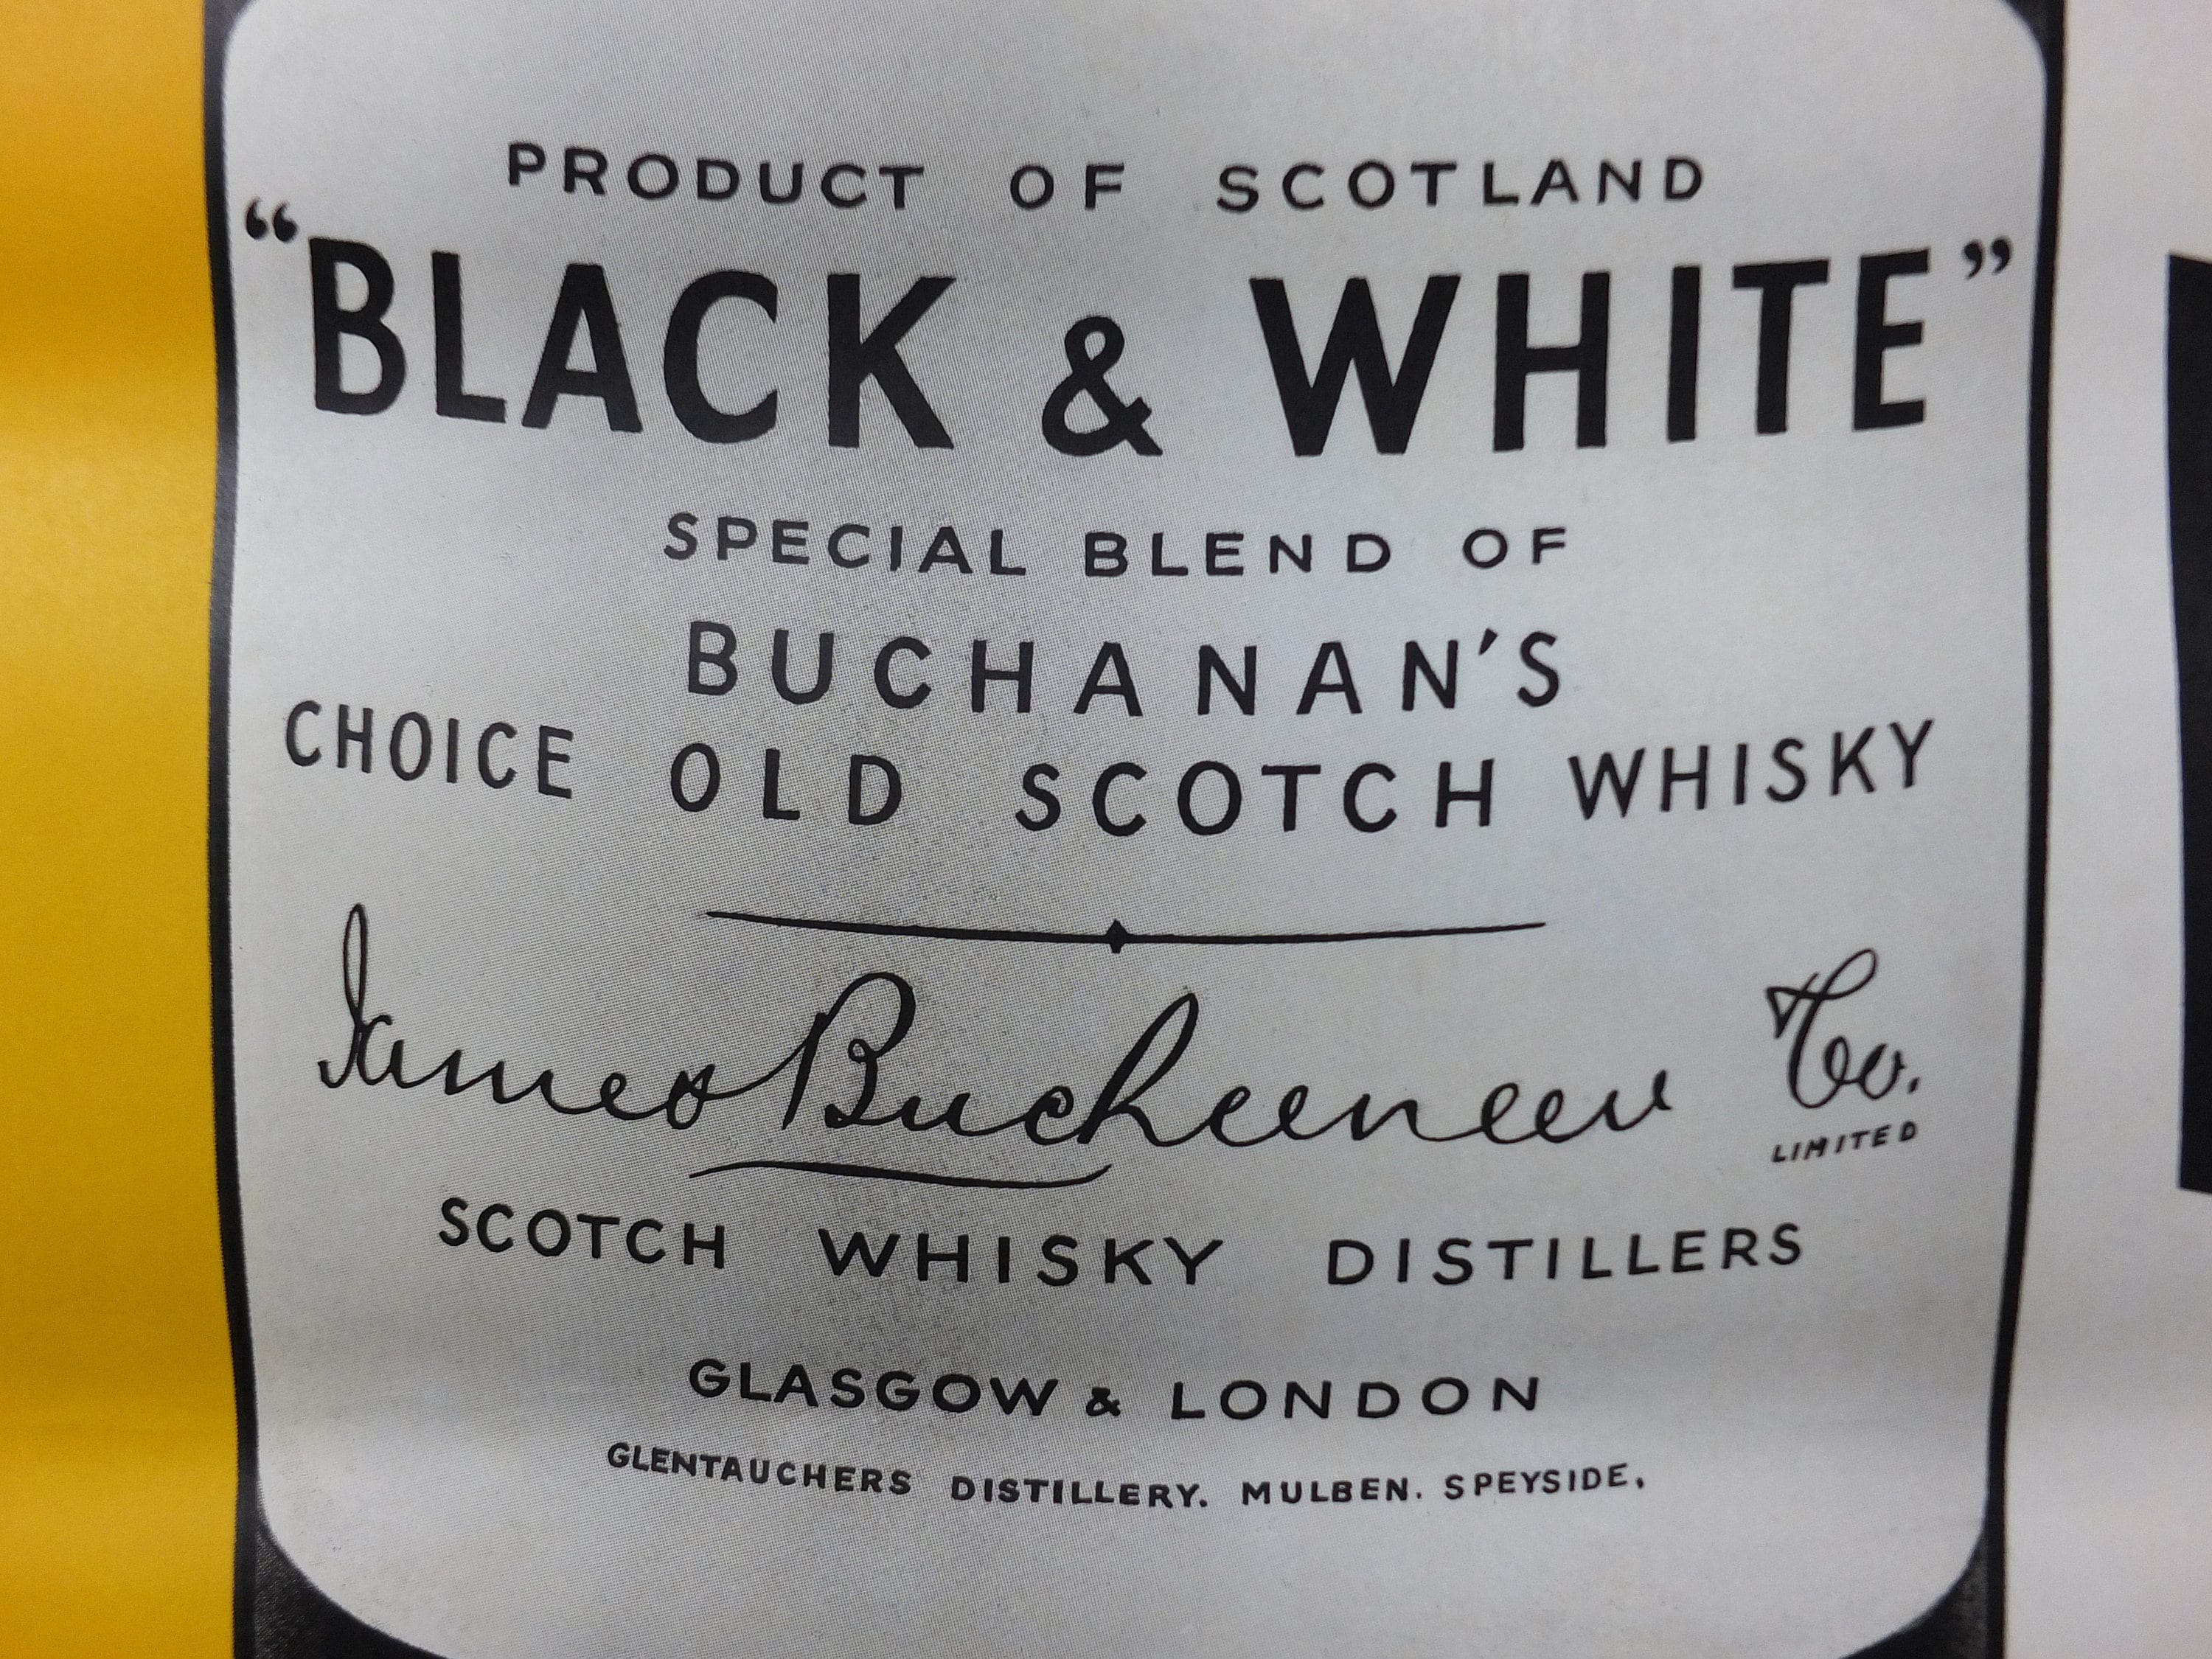 PRODUCT OF SCOTLAND
“BLACK & WHITE”
SPECIAL BLEND OF
BUCHANAN’S
CHOICE OLD SCOTCH WHISKY
James Buchanan Co.
LIMITED
SCOTCH WHISKY DISTILLERS
GLASGOW & LONDON
GLENTAUCHERS DISTILLERY. MULBEN. SPEYSIDE.